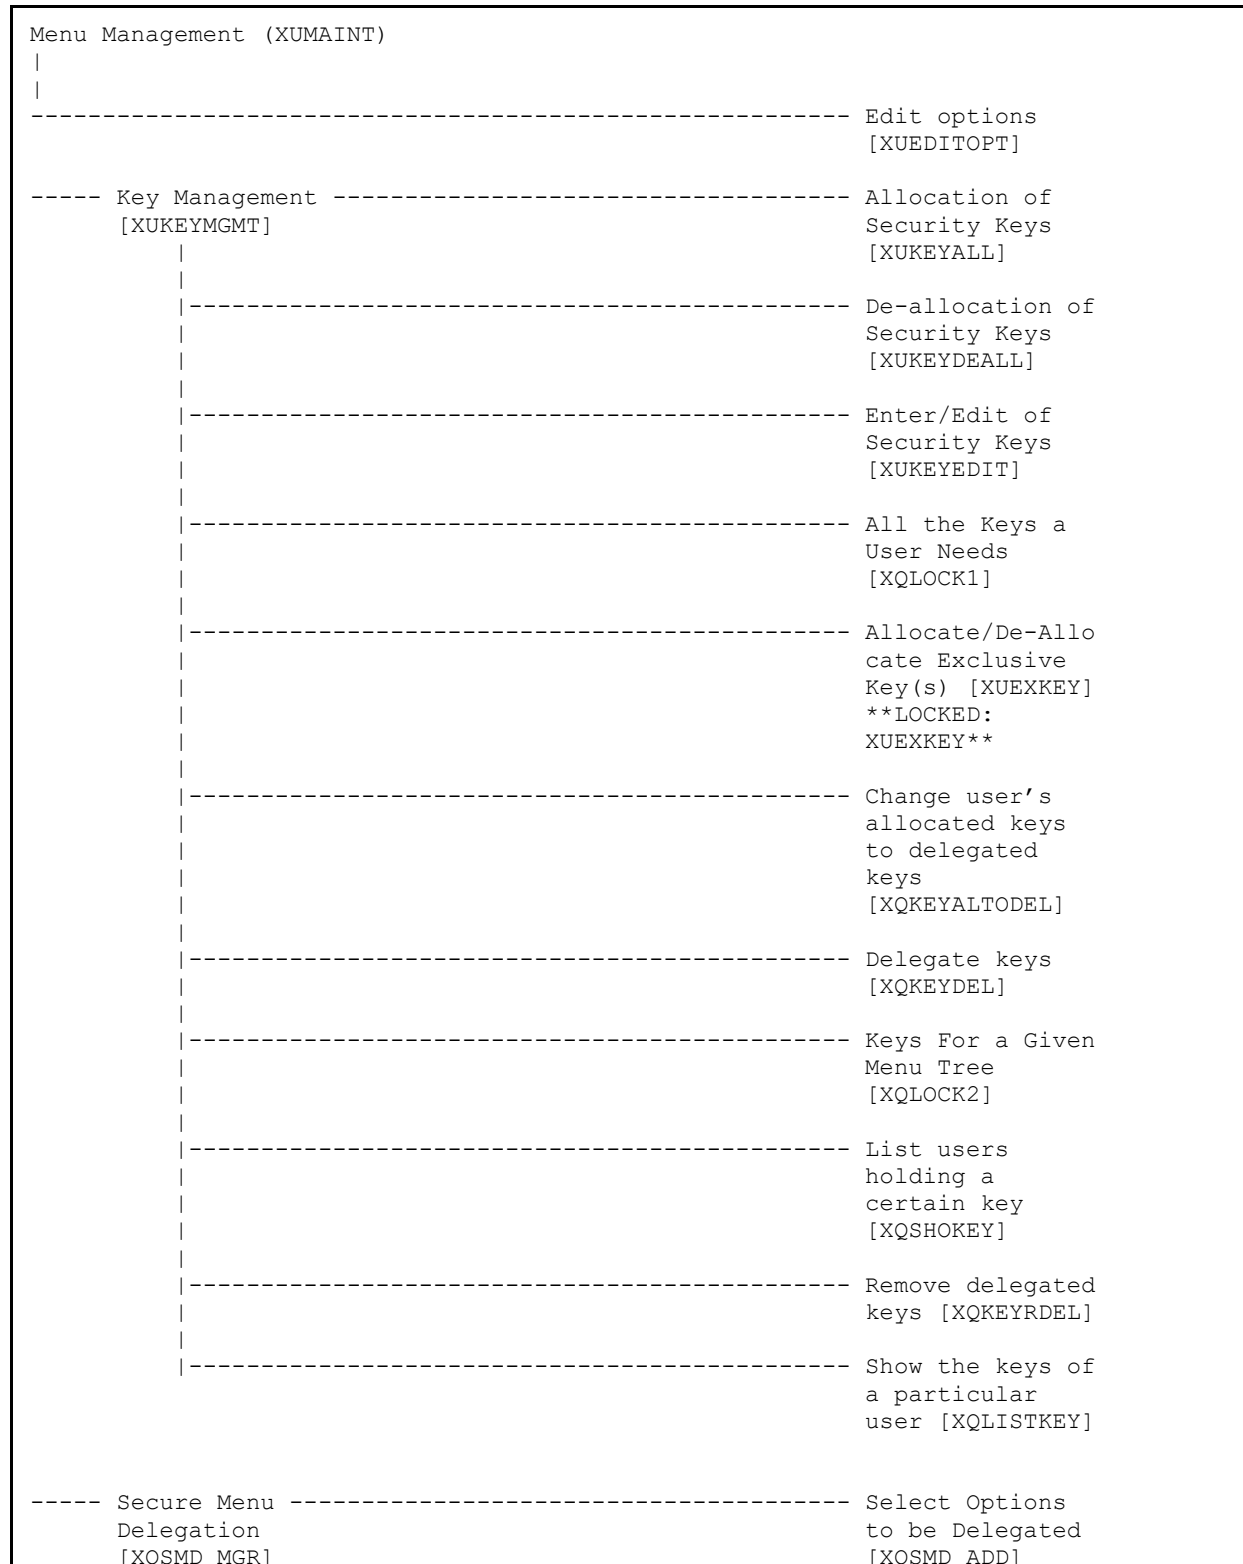 Menu Management (XUMAINT)
|
|
--------------------------------------------------------- Edit options
[XUEDITOPT]
----- Key Management ------------------------------------ Allocation of
[XUKEYMGMT] Security Keys
| [XUKEYALL]
|
|---------------------------------------------- De-allocation of
| Security Keys
| [XUKEYDEALL]
|
|---------------------------------------------- Enter/Edit of
| Security Keys
| [XUKEYEDIT]
|
|---------------------------------------------- All the Keys a
| User Needs
| [XQLOCK1]
|
|---------------------------------------------- Allocate/De-Allo
| cate Exclusive
| Key(s) [XUEXKEY]
| **LOCKED:
| XUEXKEY**
|
|---------------------------------------------- Change user’s
| allocated keys
| to delegated
| keys
| [XQKEYALTODEL]
|
|---------------------------------------------- Delegate keys
| [XQKEYDEL]
|
|---------------------------------------------- Keys For a Given
| Menu Tree
| [XQLOCK2]
|
|---------------------------------------------- List users
| holding a
| certain key
| [XQSHOKEY]
|
|---------------------------------------------- Remove delegated
| keys [XQKEYRDEL]
|
|---------------------------------------------- Show the keys of
a particular
user [XQLISTKEY]
----- Secure Menu --------------------------------------- Select Options
Delegation to be Delegated
[XQSMD MGR] [XQSMD ADD]